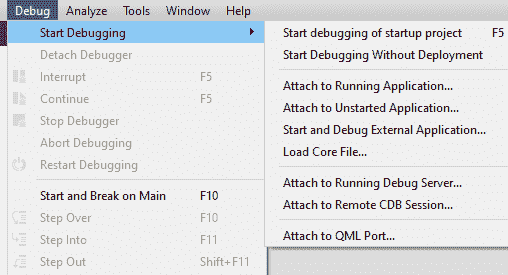 Debug Analyze Tools Window Help
Start Debugging
Detach Debugger
Interrupt F5
Continue F5
Stop Debugger
Abort Debugging
Restart Debugging
Start and Break on Main F10
Step Over F10
Step Into F11
Step Out Shift+F11
Start debugging of startup project F5
Start Debugging Without Deployment
Attach to Running Application...
Attach to Unstarted Application...
Start and Debug External Application...
Load Core File...
Attach to Running Debug Server...
Attach to Remote CDB Session...
Attach to QML Port...